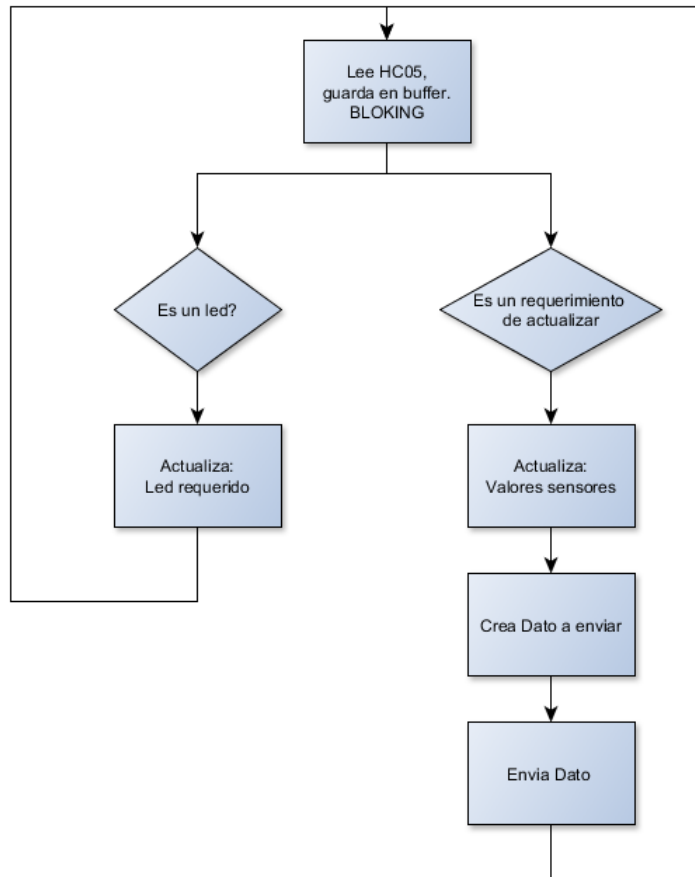 Lee HC05,
guarda en buffer.
BLOKING
Es un led?
Es un requerimiento
de actualizar
Actualiza:
Led requerido
Actualiza:
Valores sensores
Crea Dato a enviar
Envia Dato